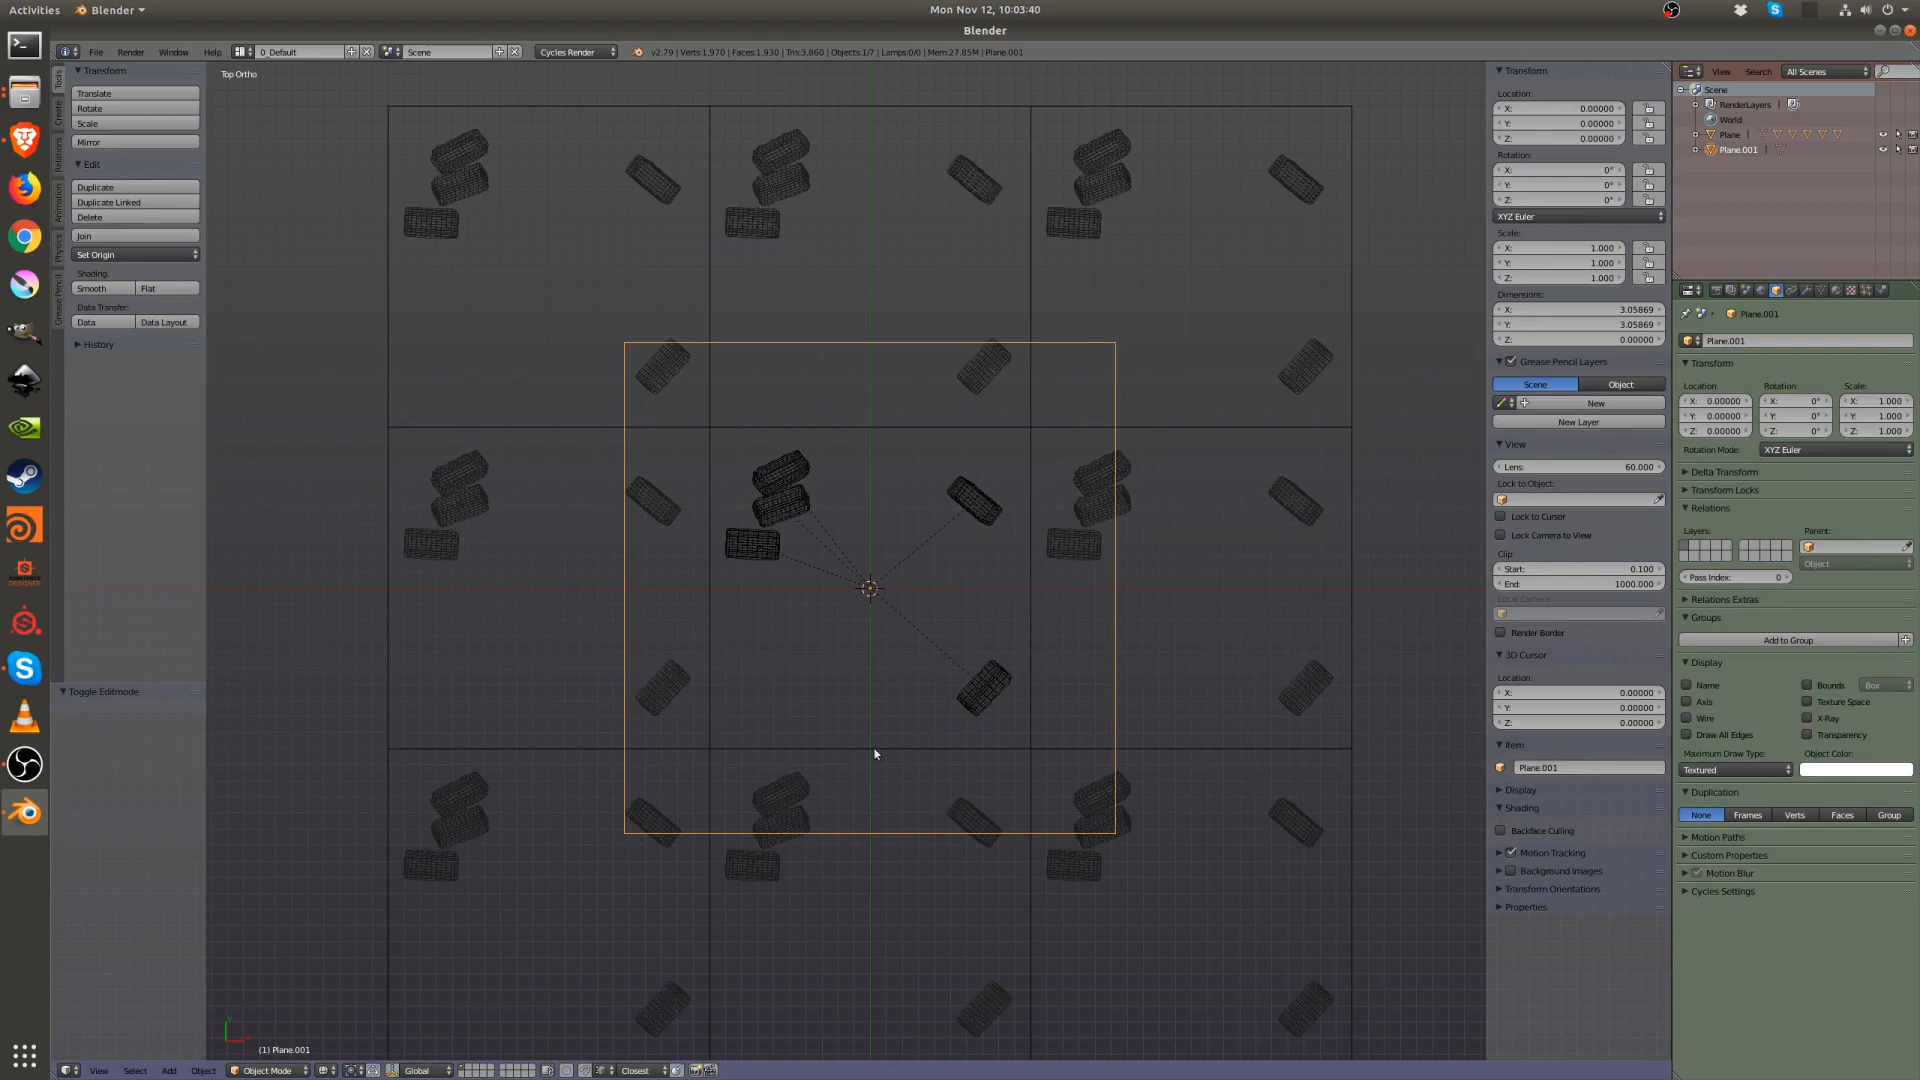 Activities
Blender
Mon Nov 12, 10:03:40
Blender
File Render Window Help
0_Default
Scene
Cycles Render
v2.79 | Verts:1,970 | Faces:1,930 | Tris:3,860 | Objects:1/7 | Lamps:0/0 | Mem:27.85M | Plane.001
Tools
Create
Relations
Animation
Physics
Grease Pencil
Transform
Translate
Rotate
Scale
Mirror
Edit
Duplicate
Duplicate Linked
Delete
Join
Set Origin
Shading:
Smooth Flat
Data Transfer:
Data Data Layout
History
Toggle Editmode
Top Ortho
(1) Plane.001
View Select Add Object
Object Mode
Global
Closest
Transform
Location:
X: 0.00000
Y: 0.00000
Z: 0.00000
Rotation:
X: 0°
Y: 0°
Z: 0°
XYZ Euler
Scale:
X: 1.000
Y: 1.000
Z: 1.000
Dimensions:
X: 3.05869
Y: 3.05869
Z: 0.00000
Grease Pencil Layers
Scene Object
New
New Layer
View
Lens: 60.000
Lock to Object:
Lock to Cursor
Lock Camera to View
Clip:
Start: 0.100
End: 1000.000
Local Camera:
Render Border
3D Cursor
Location:
X: 0.00000
Y: 0.00000
Z: 0.00000
Item
Plane.001
Display
Shading
Backface Culling
Motion Tracking
Background Images
Transform Orientations
Properties
View Search All Scenes
Scene
RenderLayers
World
Plane
Plane.001
Plane.001
Plane.001
Transform
Location: Rotation: Scale:
X: 0.00000 X: 0° X: 1.000
Y: 0.00000 Y: 0° Y: 1.000
Z: 0.00000 Z: 0° Z: 1.000
Rotation Mode: XYZ Euler
Delta Transform
Transform Locks
Relations
Layers: Parent:
Object
Pass Index: 0
Relations Extras
Groups
Add to Group
Display
Name Bounds Box
Axis Texture Space
Wire X-Ray
Draw All Edges Transparency
Maximum Draw Type: Object Color:
Textured
Duplication
None Frames Verts Faces Group
Motion Paths
Custom Properties
Motion Blur
Cycles Settings
SUBSTANCE
DESIGNER